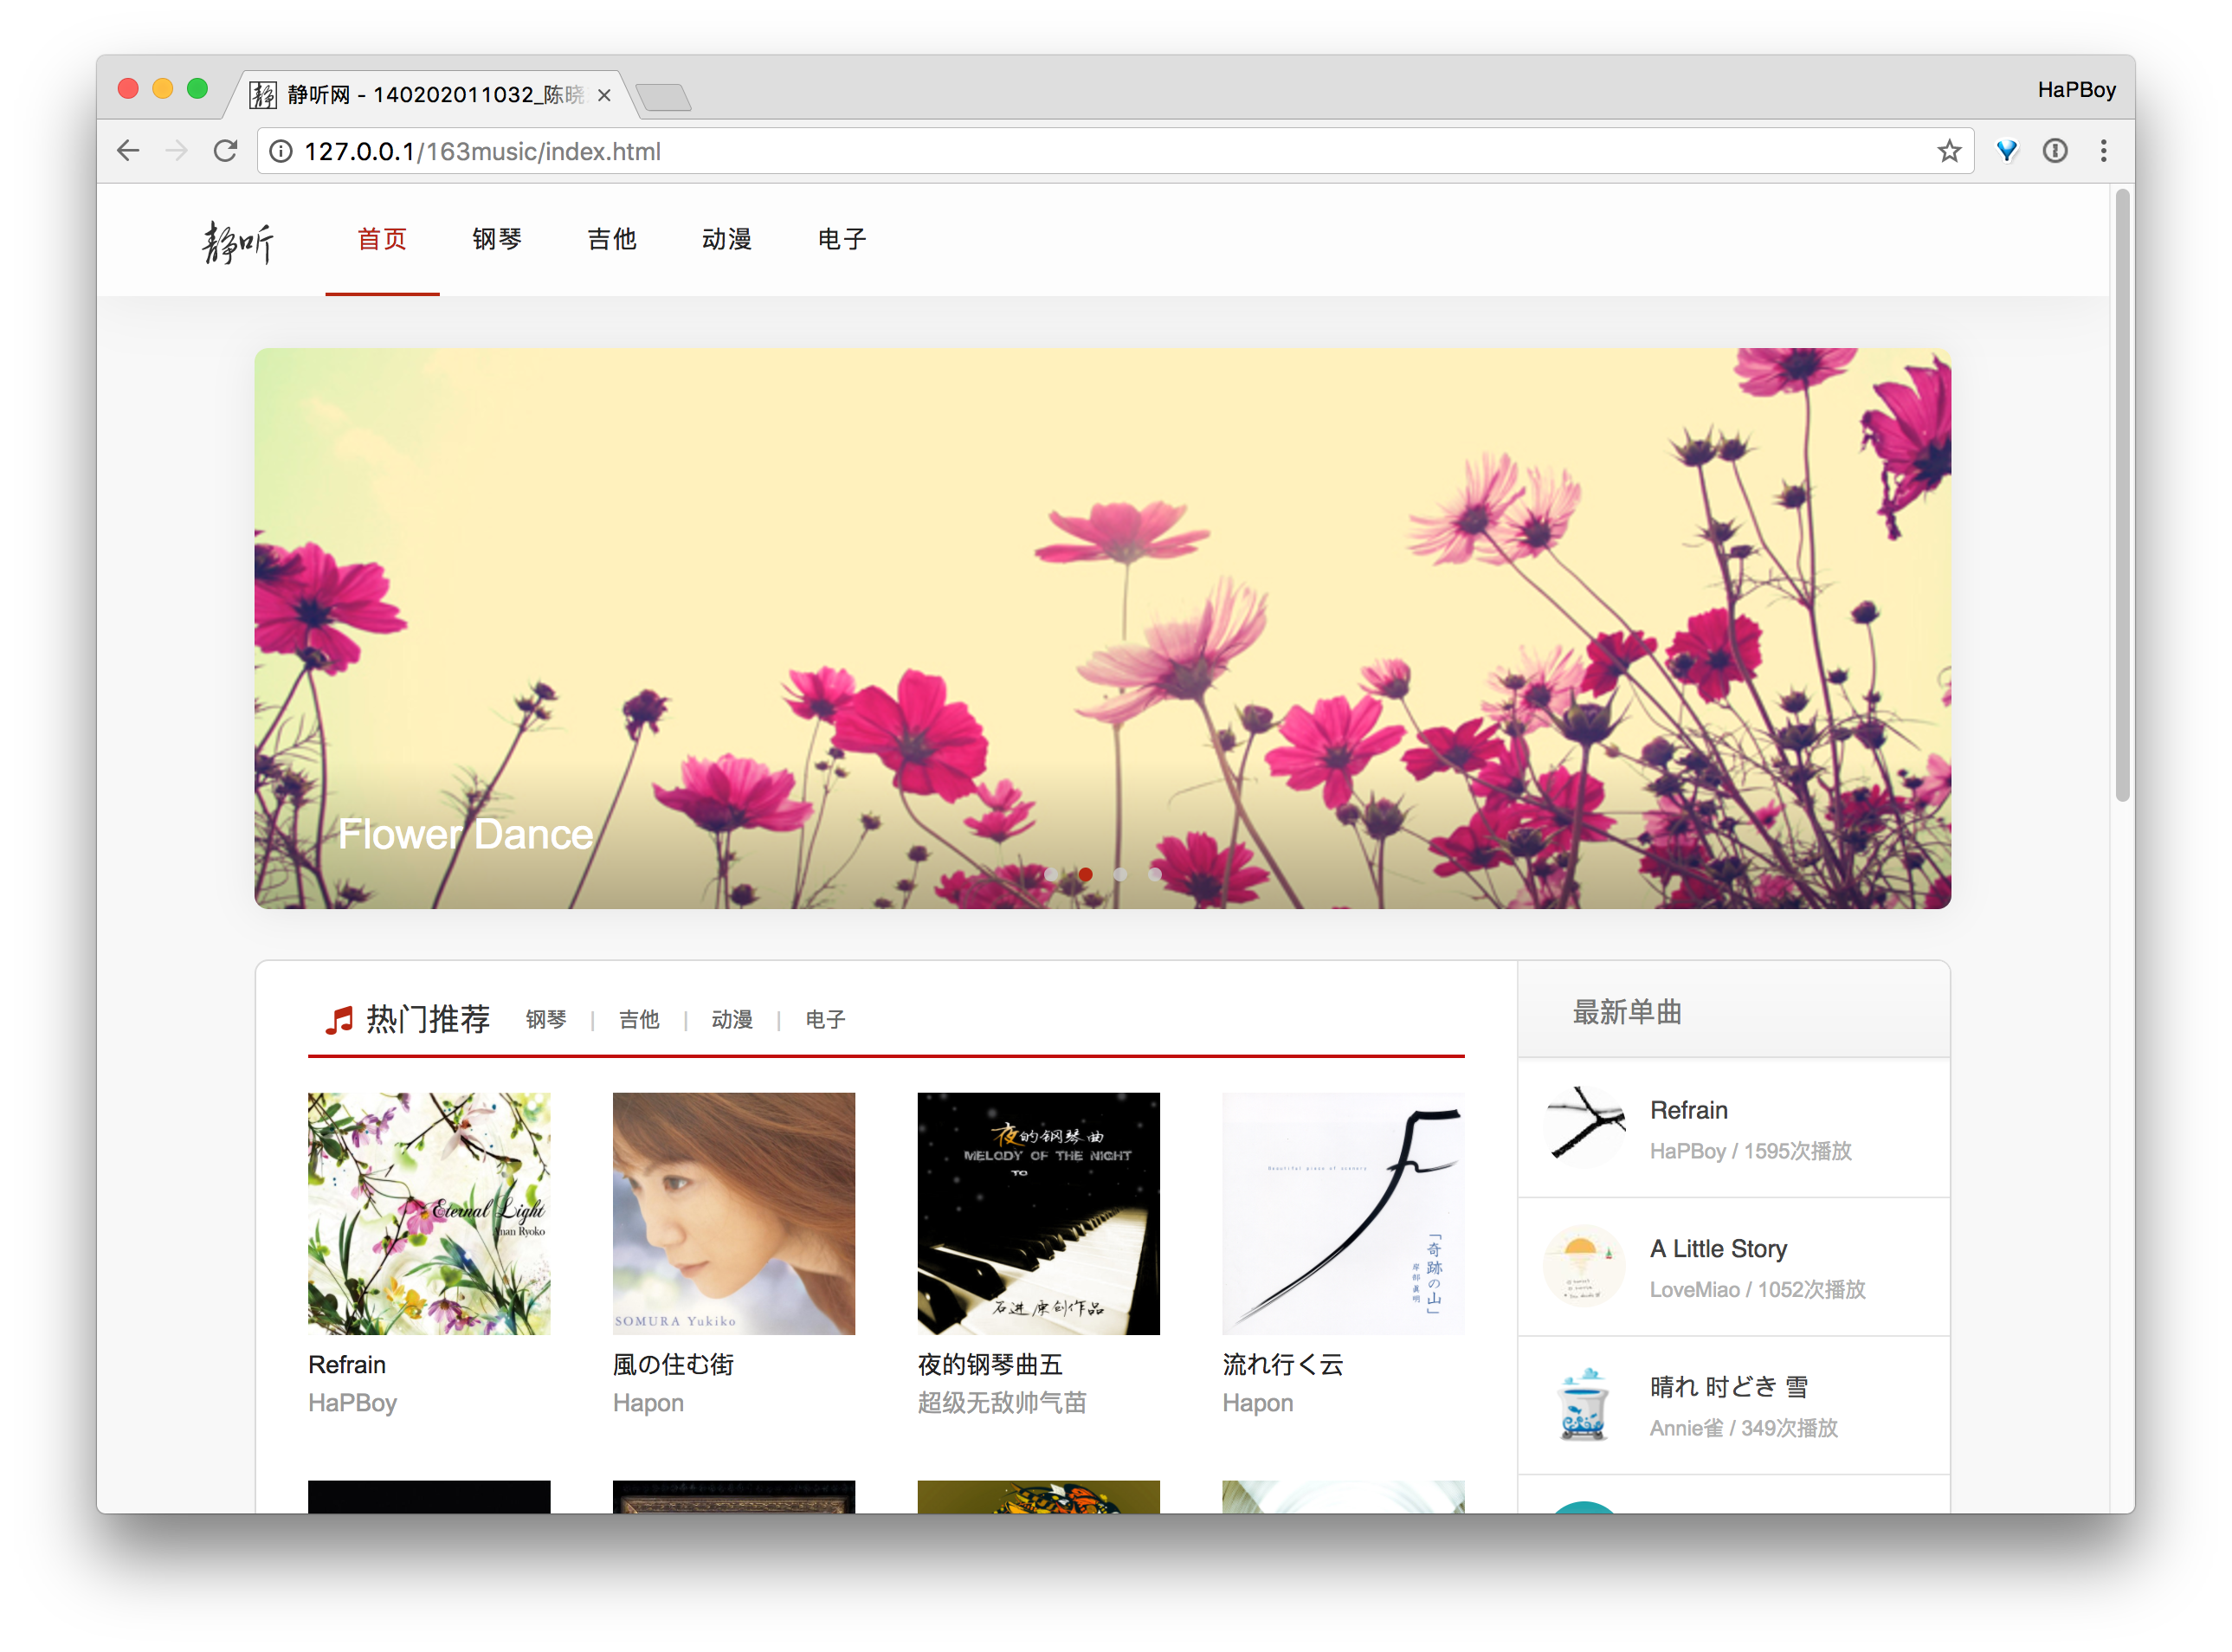 静听网 - 140202011032_陈晓
HaPBoy
127.0.0.1/163music/index.html
静听
首页 钢琴 吉他 动漫 电子
Flower Dance
热门推荐 钢琴 | 吉他 | 动漫 | 电子
Eternal Light
Anan Ryoko
Refrain
HaPBoy
SOMURA Yukiko
風の住む街
Hapon
夜的钢琴曲
MELODY OF THE NIGHT
TO
石进 原创作品
夜的钢琴曲五
超级无敌帅气苗
Beautiful piece of scenery
「奇跡の山」
岸部眞明
流れ行く云
Hapon
最新单曲
Refrain
HaPBoy / 1595次播放
A Little Story
LoveMiao / 1052次播放
晴れ 时どき 雪
Annie雀 / 349次播放